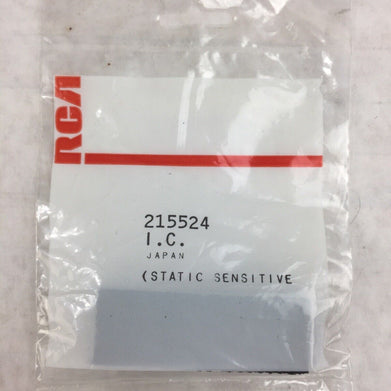 RCA
215524
I.C.
JAPAN
(STATIC SENSITIVE